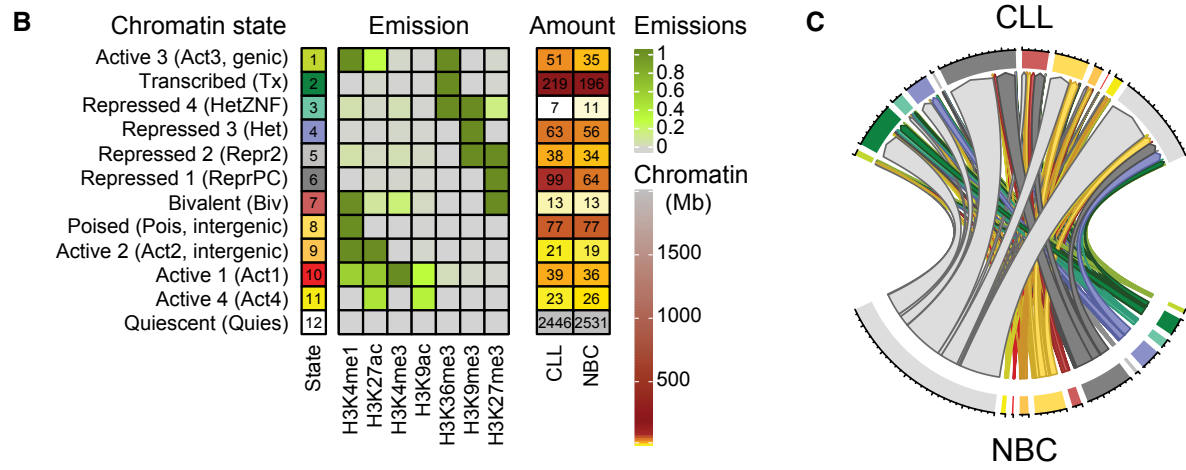 B
Chromatin state
Emission
Amount
Emissions
Active 3 (Act3, genic) 1 51 35
Transcribed (Tx) 2 219 196
Repressed 4 (HetZNF) 3 7 11
Repressed 3 (Het) 4 63 56
Repressed 2 (Repr2) 5 38 34
Repressed 1 (ReprPC) 6 99 64
Bivalent (Biv) 7 13 13
Poised (Pois, intergenic) 8 77 77
Active 2 (Act2, intergenic) 9 21 19
Active 1 (Act1) 10 39 36
Active 4 (Act4) 11 23 26
Quiescent (Quies) 12 2446 2531
State
H3K4me1
H3K27ac
H3K4me3
H3K9ac
H3K36me3
H3K9me3
H3K27me3
CLL
NBC
1
0.8
0.6
0.4
0.2
0
Chromatin
(Mb)
1500
1000
500
C
CLL
NBC